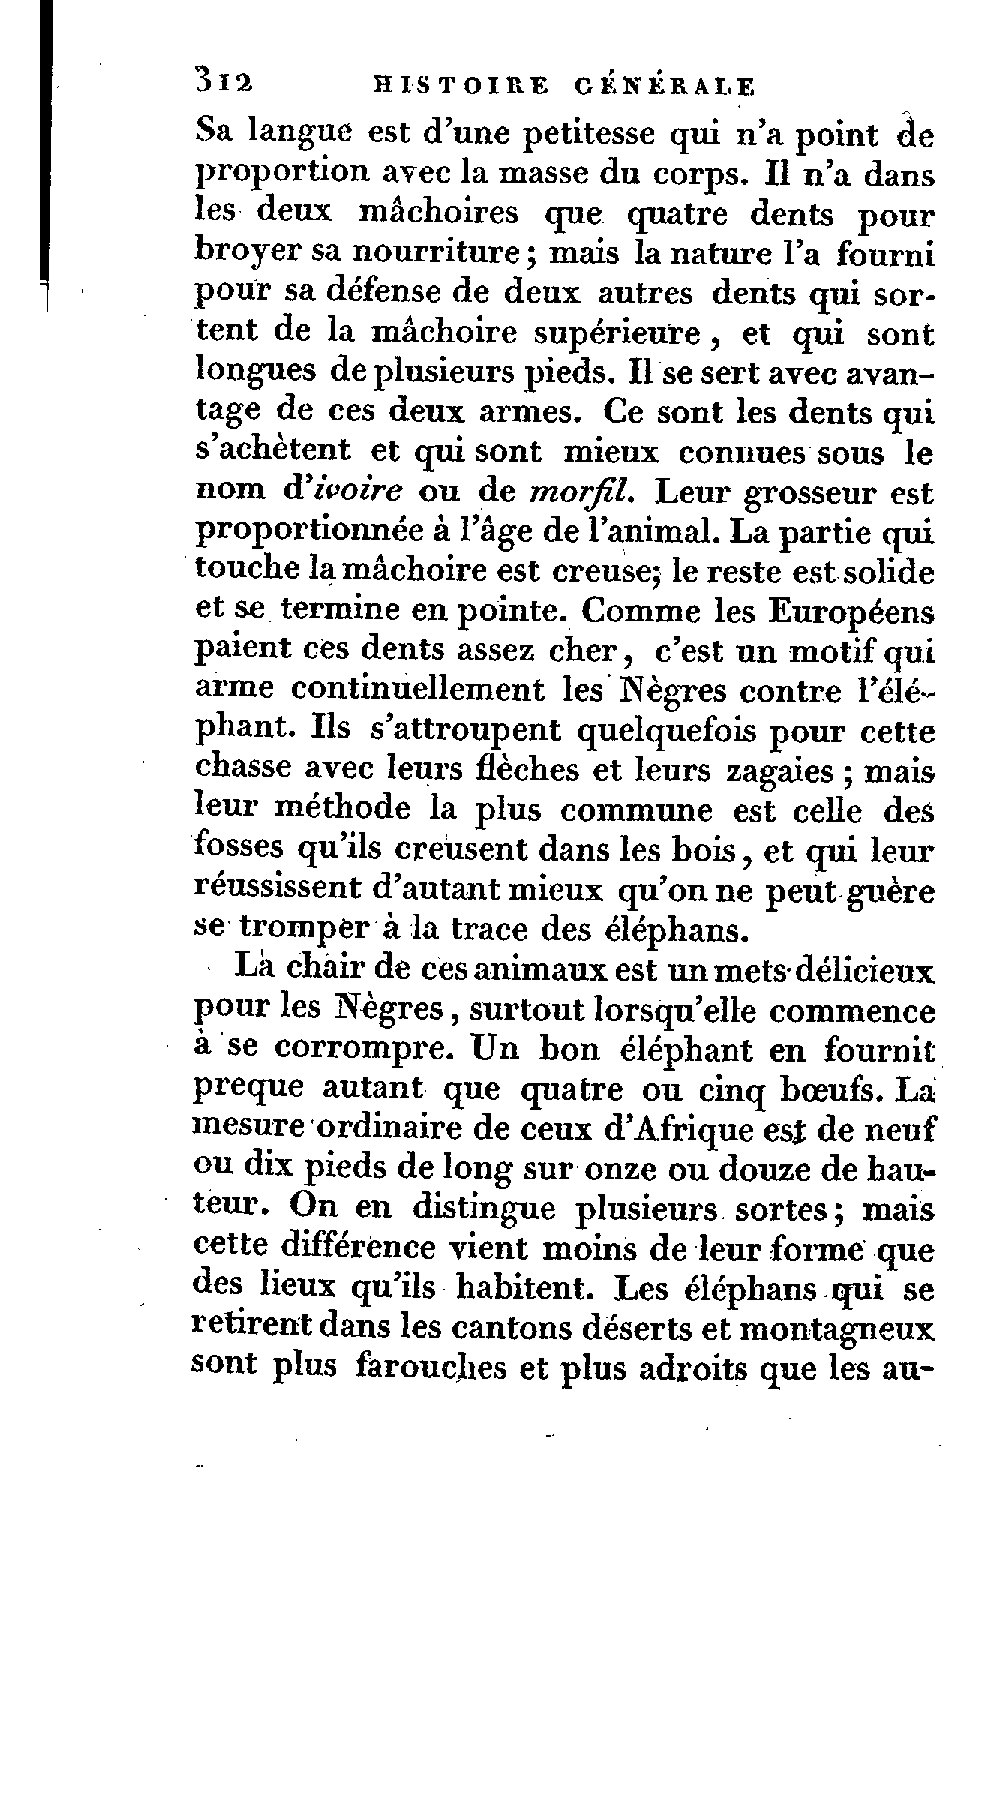 312 HISTOIRE GÉNÉRALE
Sa langue est d'une petitesse qui n'a point de
proportion avec la masse du corps. Il n'a dans
les deux mâchoires que quatre dents pour
broyer sa nourriture ; mais la nature l'a fourni
pour sa défense de deux autres dents qui sor-
tent de la mâchoire supérieure , et qui sont
longues de plusieurs pieds. Il se sert avec avan-
tage de ces deux armes. Ce sont les dents qui
s'achètent et qui sont mieux connues sous le
nom d'ivoire ou de morfil. Leur grosseur est
proportionnée à l'âge de l'animal. La partie qui
touche la mâchoire est creuse; le reste est solide
et se termine en pointe. Comme les Européens
paient ces dents assez cher , c'est un motif qui
arme continuellement les Nègres contre l'élé-
phant. Ils s'attroupent quelquefois pour cette
chasse avec leurs flèches et leurs zagaies ; mais
leur méthode la plus commune est celle des
fosses qu'ils creusent dans les bois , et qui leur
réussissent d'autant mieux qu'on ne peut guère
se tromper à la trace des éléphans.
La chair de ces animaux est un mets délicieux
pour les Nègres , surtout lorsqu'elle commence
à se corrompre. Un bon éléphant en fournit
preque autant que quatre ou cinq bœufs. La
mesure ordinaire de ceux d'Afrique est de neuf
ou dix pieds de long sur onze ou douze de hau-
teur. On en distingue plusieurs sortes ; mais
cette différence vient moins de leur forme que
des lieux qu'ils habitent. Les éléphans qui se
retirent dans les cantons déserts et montagneux
sont plus farouches et plus adroits que les au-